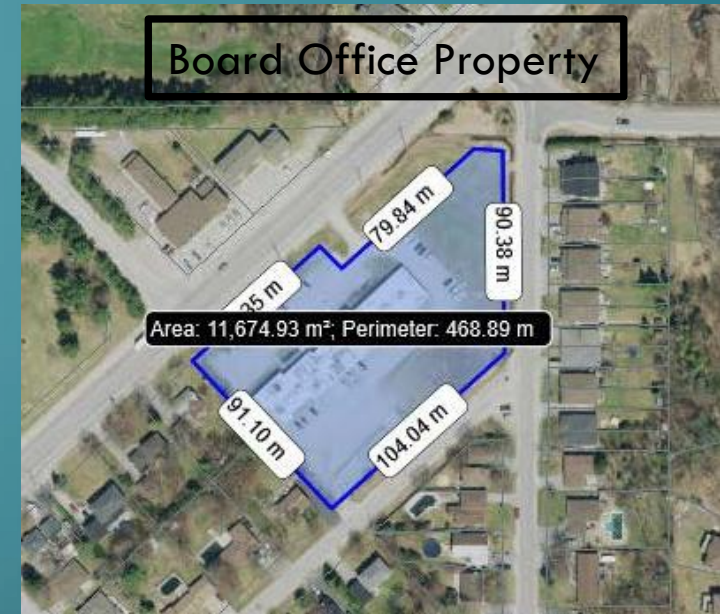 Board Office Property
79.84 m
90.38 m
35 m
Area: 11,674.93 m²; Perimeter: 468.89 m
91.10 m
104.04 m